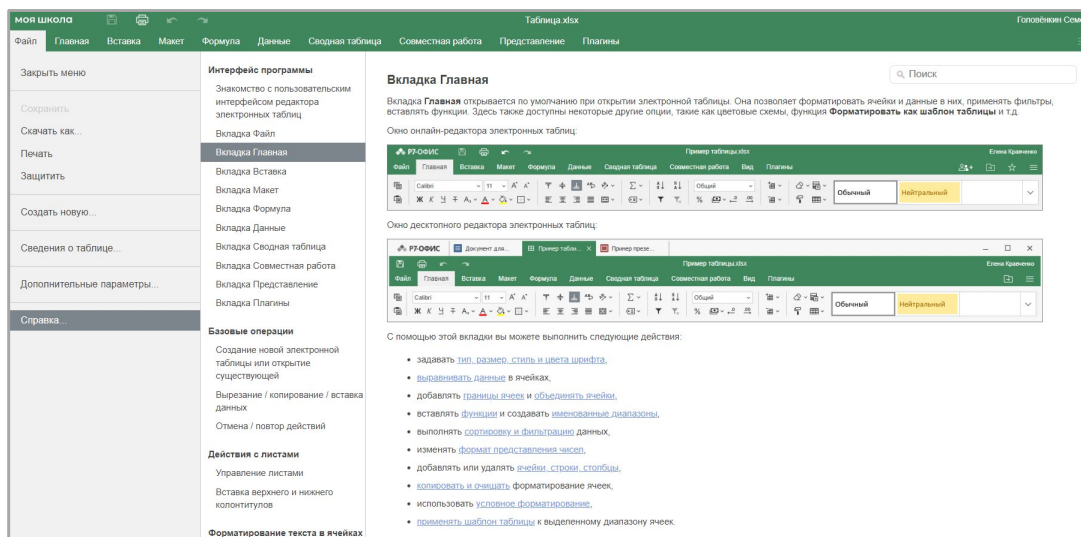 МОЯ ШКОЛА
Таблица.xlsx
Головёнкин Сем
Файл Главная Вставка Макет Формула Данные Сводная таблица Совместная работа Представление Плагины
Закрыть меню
Сохранить
Скачать как...
Печать
Защитить
Создать новую...
Сведения о таблице...
Дополнительные параметры...
Справка...
Интерфейс программы
Знакомство с пользовательским
интерфейсом редактора
электронных таблиц
Вкладка Файл
Вкладка Главная
Вкладка Вставка
Вкладка Макет
Вкладка Формула
Вкладка Данные
Вкладка Сводная таблица
Вкладка Совместная работа
Вкладка Представление
Вкладка Плагины
Базовые операции
Создание новой электронной
таблицы или открытие
существующей
Вырезание / копирование / вставка
данных
Отмена / повтор действий
Действия с листами
Управление листами
Вставка верхнего и нижнего
колонтитулов
Форматирование текста в ячейках
Вкладка Главная
Поиск
Вкладка Главная открывается по умолчанию при открытии электронной таблицы. Она позволяет форматировать ячейки и данные в них, применять фильтры,
вставлять функции. Здесь также доступны некоторые другие опции, такие как цветовые схемы, функция Форматировать как шаблон таблицы и т.д.
Окно онлайн-редактора электронных таблиц:
Р7-ОФИС Пример таблицы.xlsx Елена Кравченко
Файл Главная Вставка Макет Формула Данные Сводная таблица Совместная работа Вид Плагины
Calibri 11 Общий
Ж К Ч Обычный Нейтральный
Окно десктопного редактора электронных таблиц:
Р7-ОФИС Документ для... Пример табли... Пример презе...
Пример таблицы.xlsx Елена Кравченко
Файл Главная Вставка Макет Формула Данные Сводная таблица Совместная работа Вид Плагины
Calibri 11 Общий
Ж К Ч Обычный Нейтральный
С помощью этой вкладки вы можете выполнить следующие действия:
• задавать тип, размер, стиль и цвета шрифта,
• выравнивать данные в ячейках,
• добавлять границы ячеек и объединять ячейки,
• вставлять функции и создавать именованные диапазоны,
• выполнять сортировку и фильтрацию данных,
• изменять формат представления чисел,
• добавлять или удалять ячейки, строки, столбцы,
• копировать и очищать форматирование ячеек,
• использовать условное форматирование,
• применять шаблон таблицы к выделенному диапазону ячеек.